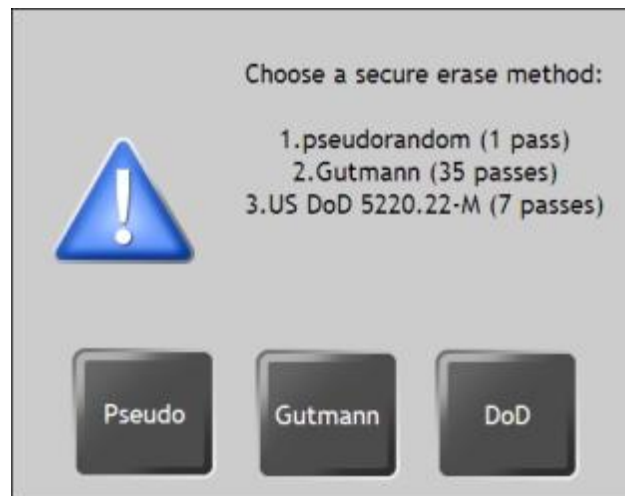 Choose a secure erase method:
1.pseudorandom (1 pass)
2.Gutmann (35 passes)
3.US DoD 5220.22-M (7 passes)
Pseudo
Gutmann
DoD